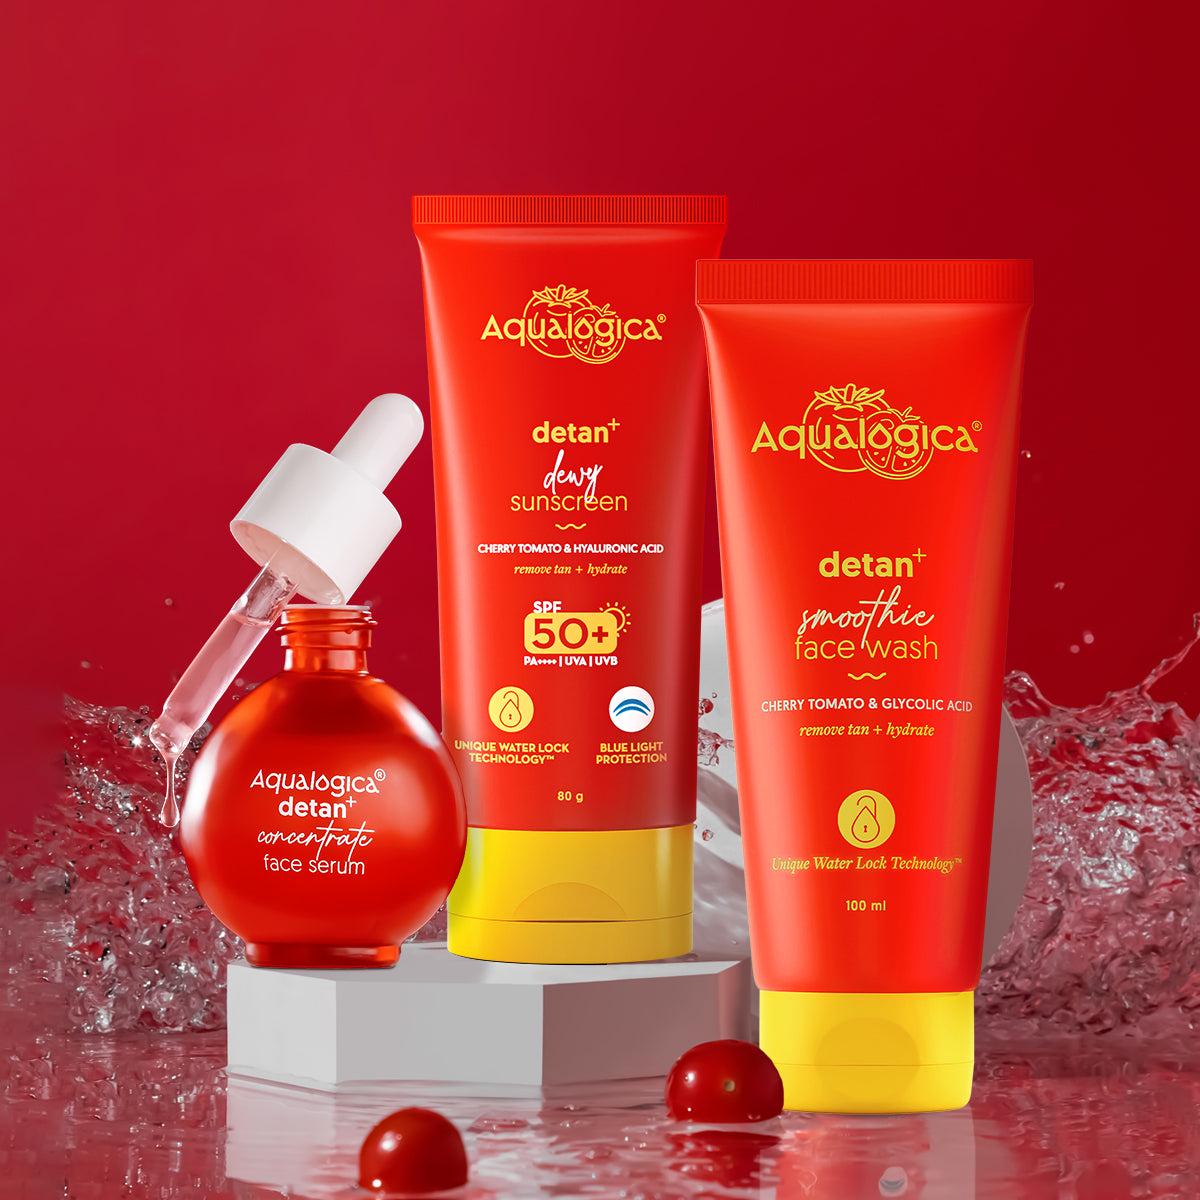 Aqualogica®
detan+
concentrate
face serum
Aqualogica®
detan+
dewy
sunscreen
CHERRY TOMATO & HYALURONIC ACID
remove tan + hydrate
SPF
50+
PA++++ | UVA | UVB
UNIQUE WATER LOCK
TECHNOLOGY™
BLUE LIGHT
PROTECTION
80 g
Aqualogica®
detan+
smoothie
face wash
CHERRY TOMATO & GLYCOLIC ACID
remove tan + hydrate
Unique Water Lock Technology™
100 ml